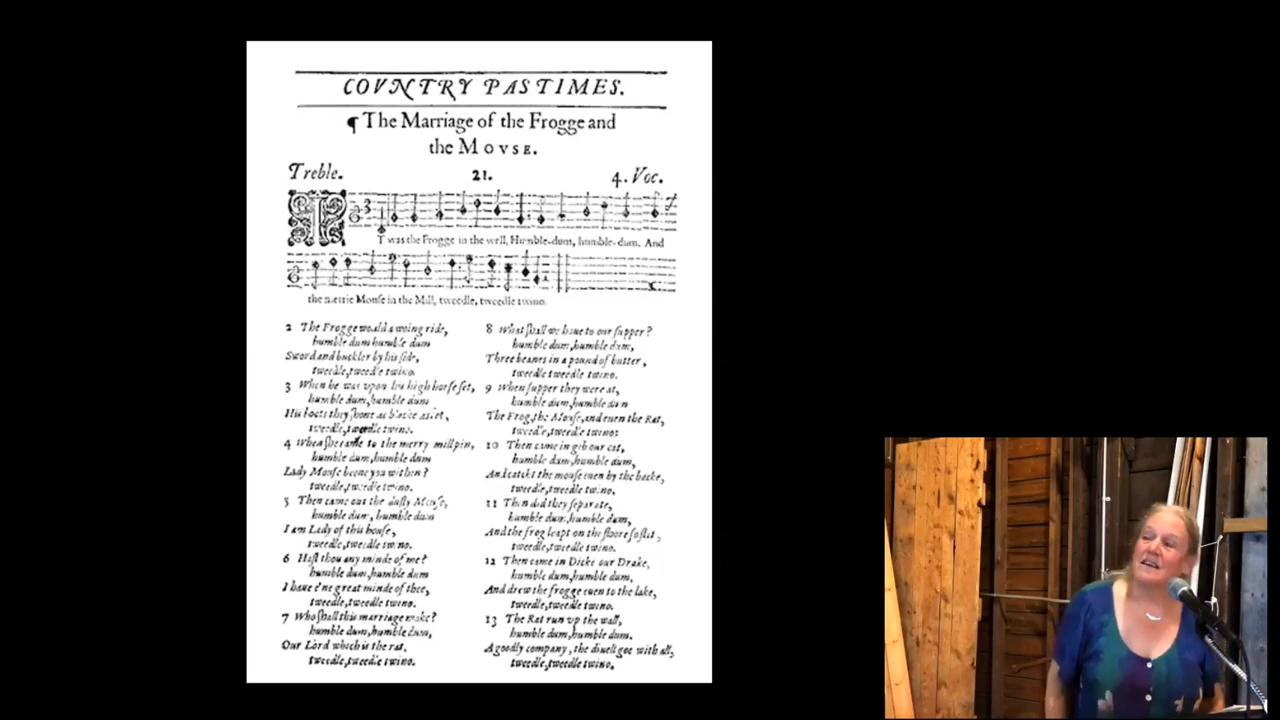 COVNTRY PASTIMES.
¶ The Marriage of the Frogge and
the MOVSE.
Treble. 21. 4. Voc.
IT was the Frogge in the well, Humble-dum, humble-dum. And
the merrie Mouſe in the Mill, tweedle, tweedle twino.
2 The Frogge would a woing ride,
humble dum humble dum
Sword and buckler by his ſide,
tweedle, tweedle twino.
3 When he was vpon his high horſe ſet,
humble dum, humble dum
His boots they ſhone as blacke as iet,
tweedle, tweedle twino.
4 When ſhe came to the merry mill pin,
humble dum, humble dum
Lady Mouſe beene you within?
tweedle, tweedle twino.
5 Then came out the duſty Mouſe,
humble dum, humble dum
I am Lady of this houſe,
tweedle, tweedle twino.
6 Haſt thou any minde of me?
humble dum, humble dum
I haue e'ne great minde of thee,
tweedle, tweedle twino.
7 Who ſhall this marriage make?
humble dum, humble dum,
Our Lord which is the rat,
tweedle, tweedle twino.
8 What ſhall we haue to our ſupper?
humble dum, humble dum,
Three beanes in a pound of butter,
tweedle tweedle twino.
9 When ſupper they were at,
humble dum, humble dum
The Frog, the Mouſe, and euen the Rat,
tweedle, tweedle twino:
10 Then came in gib our cat,
humble dum, humble dum,
And catcht the mouſe euen by the backe,
tweedle, tweedle twino.
11 Then did they ſeparate,
humble dum, humble dum,
And the frog leapt on the floore ſo flat,
tweedle, tweedle twino.
12 Then came in Dicke our Drake,
humble dum, humble dum,
And drew the frogge euen to the lake,
tweedle, tweedle twino.
13 The Rat run vp the wall,
humble dum, humble dum.
A goodly company, the diuell goe with all,
tweedle, tweedle twino.